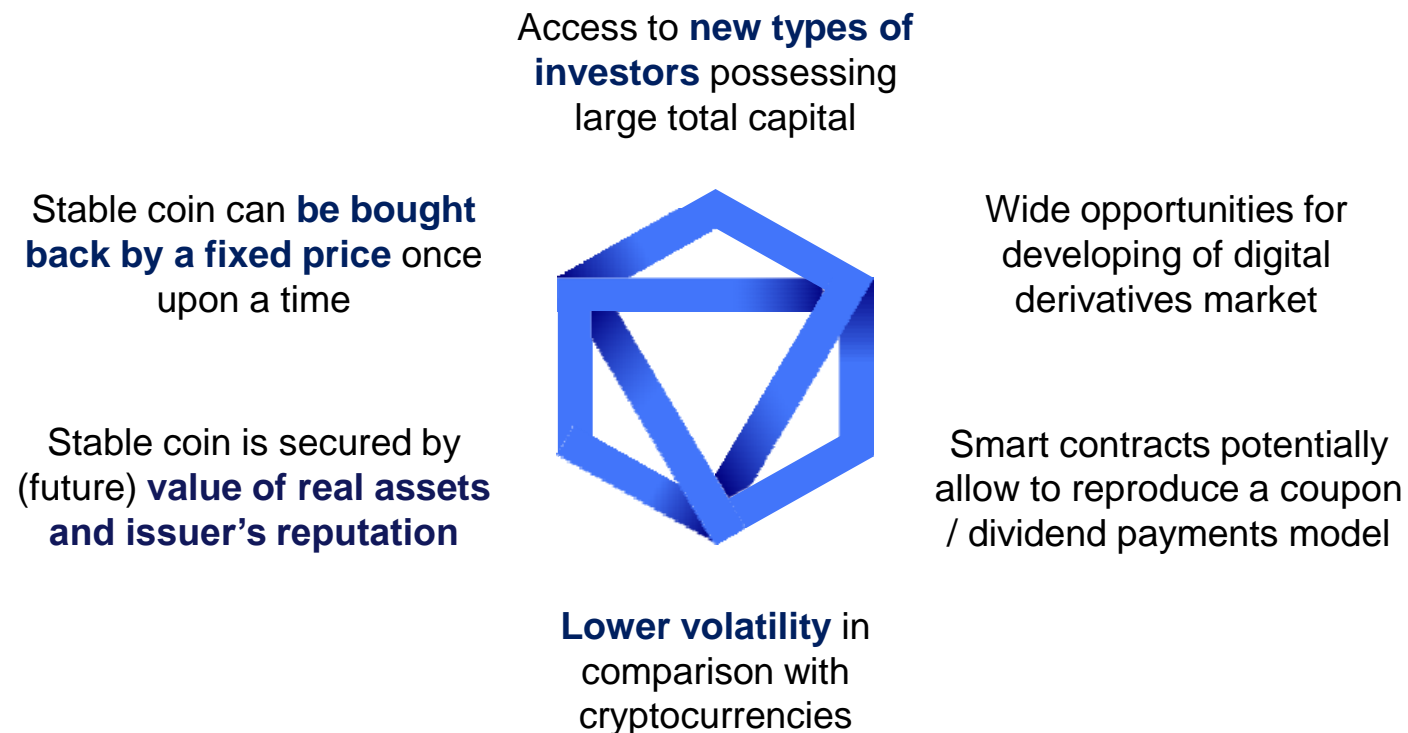 Access to new types of
investors possessing
large total capital
Stable coin can be bought
back by a fixed price once
upon a time
Wide opportunities for
developing of digital
derivatives market
Stable coin is secured by
(future) value of real assets
and issuer’s reputation
Smart contracts potentially
allow to reproduce a coupon
/ dividend payments model
Lower volatility in
comparison with
cryptocurrencies